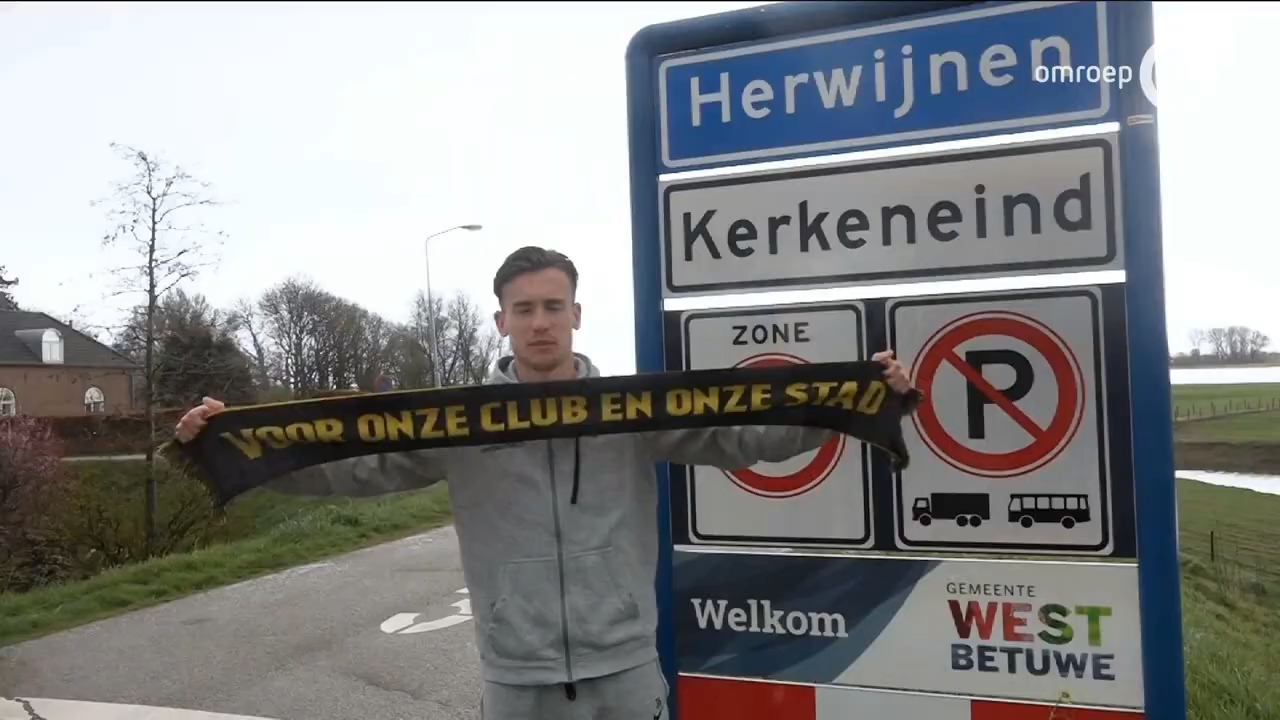 Herwijnen
omroep
Kerkeneind
ZONE
P
VOOR ONZE CLUB EN ONZE STAD
Welkom
GEMEENTE
WEST
BETUWE